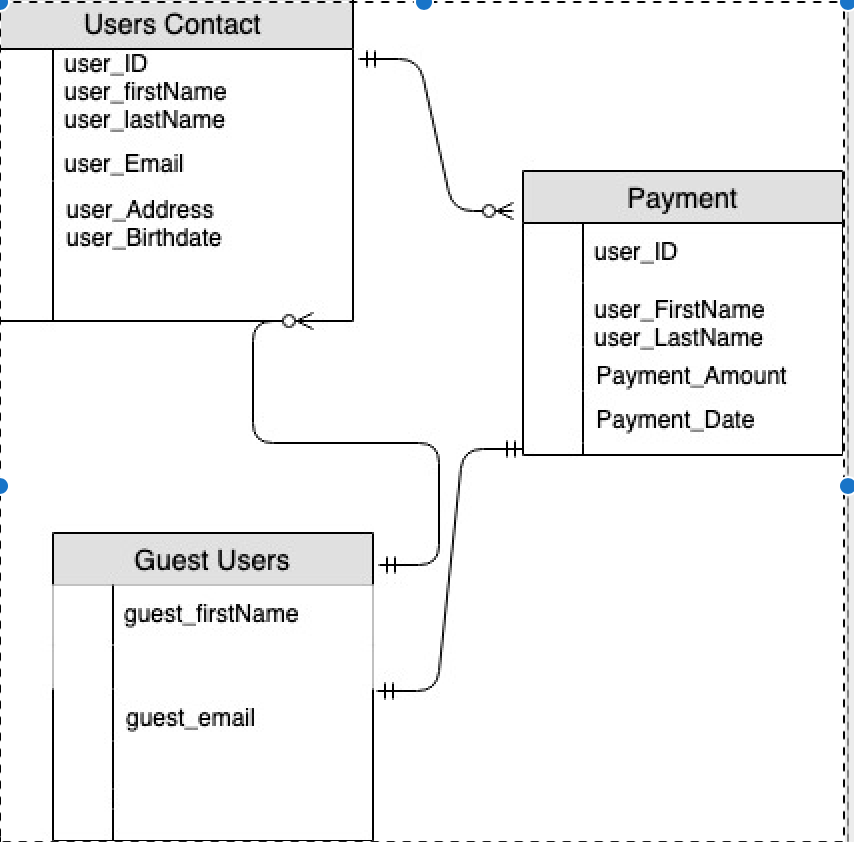 Users Contact
user_ID
user_firstName
user_lastName
user_Email
user_Address
user_Birthdate
Payment
user_ID
user_FirstName
user_LastName
Payment_Amount
Payment_Date
Guest Users
guest_firstName
guest_email